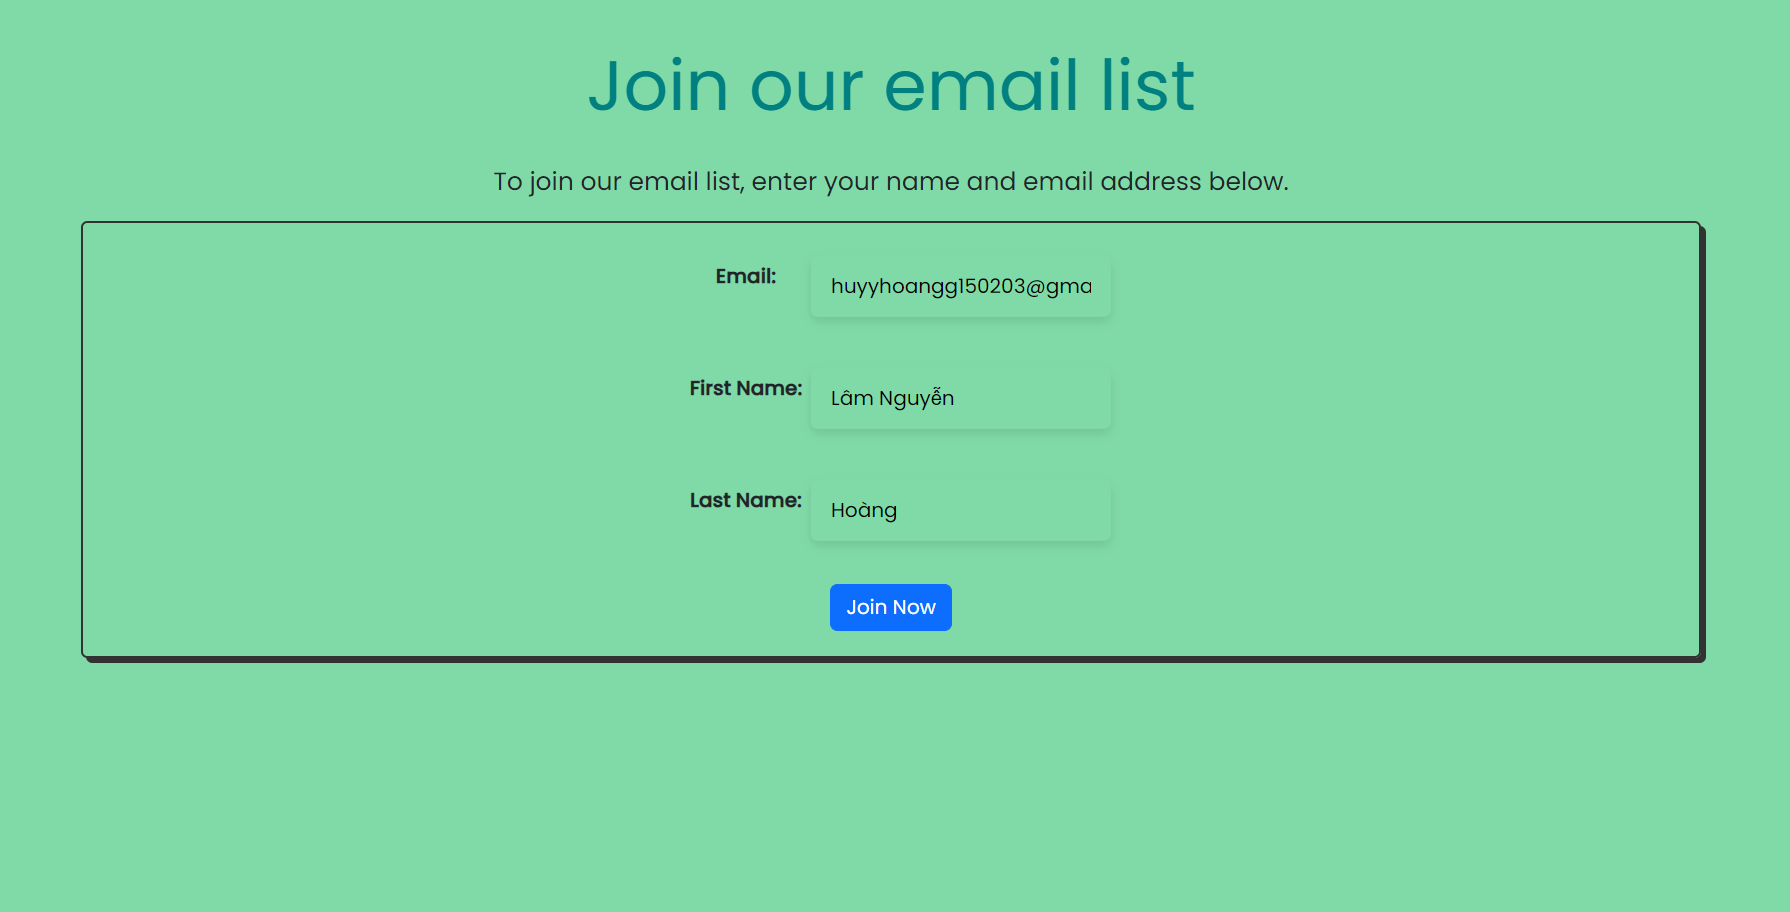 Join our email list
To join our email list, enter your name and email address below.
Email: huyyhoangg150203@gma
First Name: Lâm Nguyễn
Last Name: Hoàng
Join Now